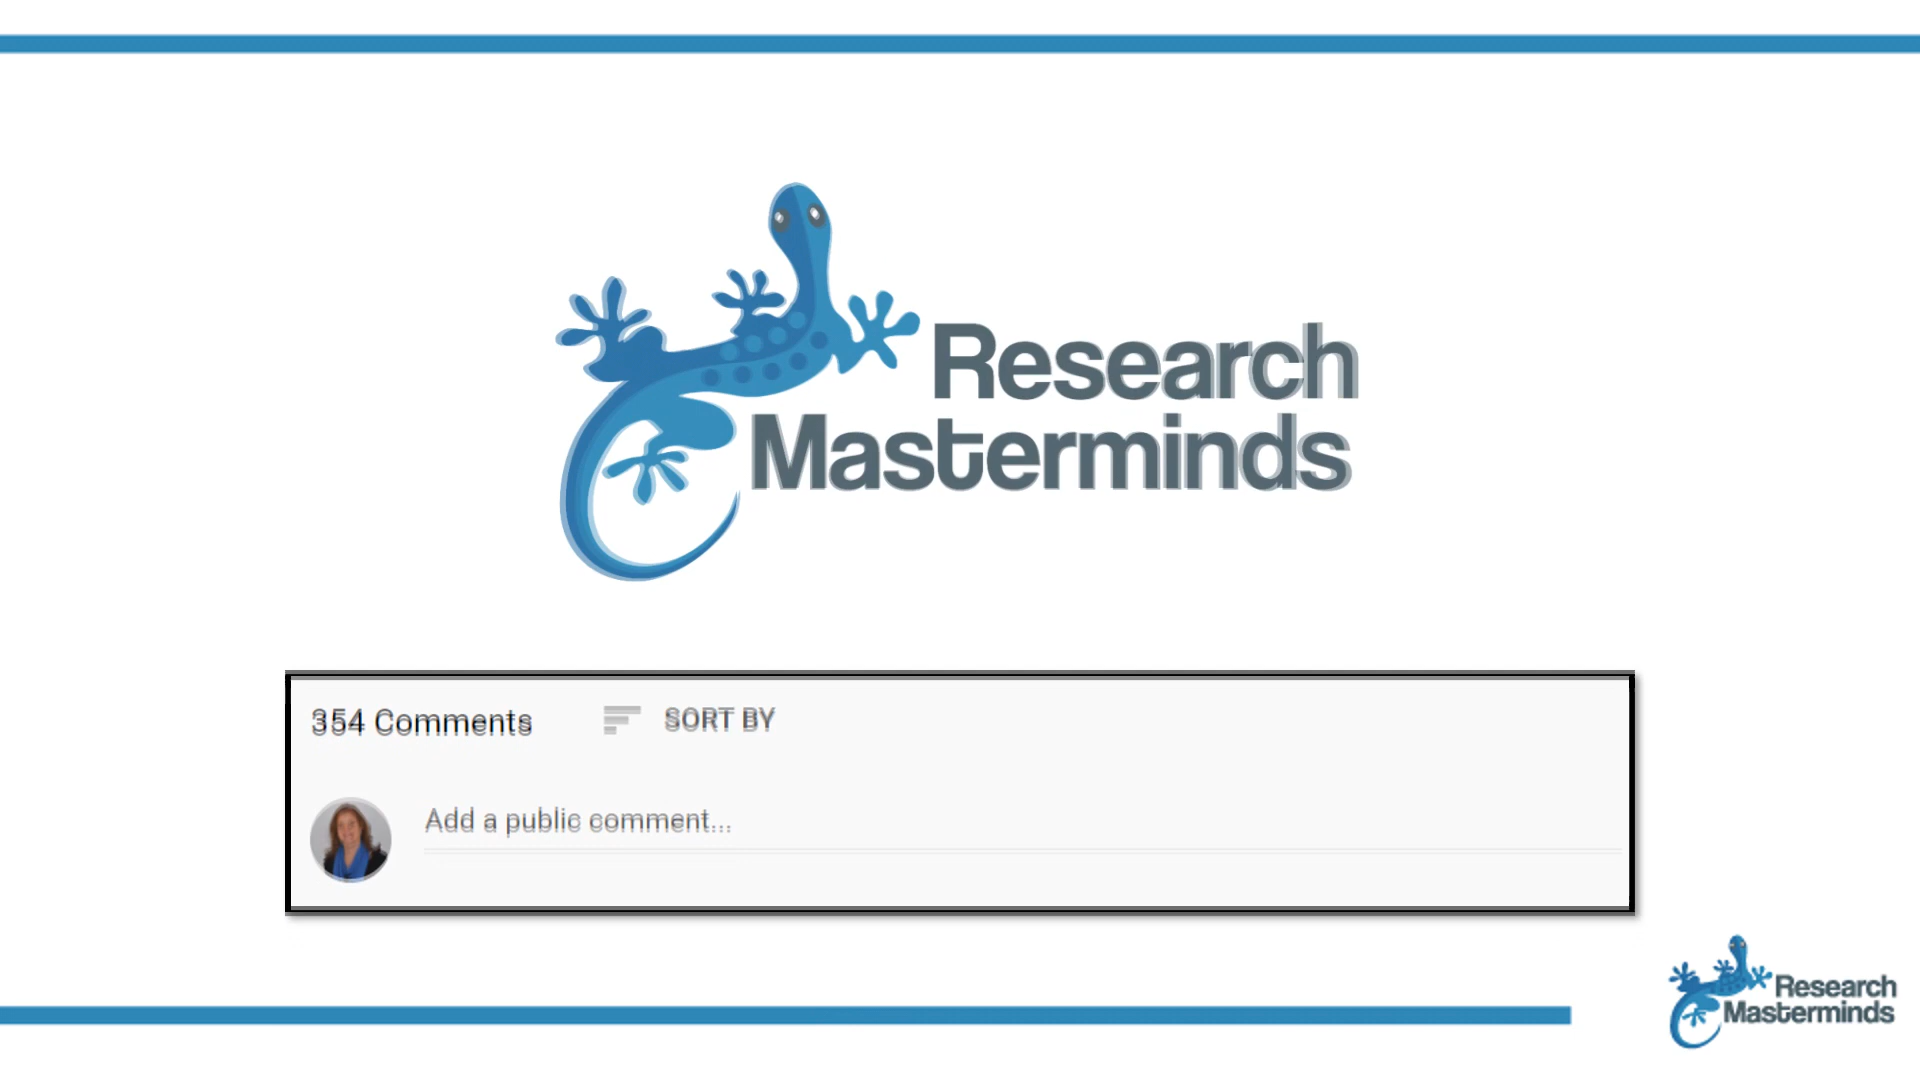 Research
Masterminds
354 Comments SORT BY
Add a public comment...
Research
Masterminds